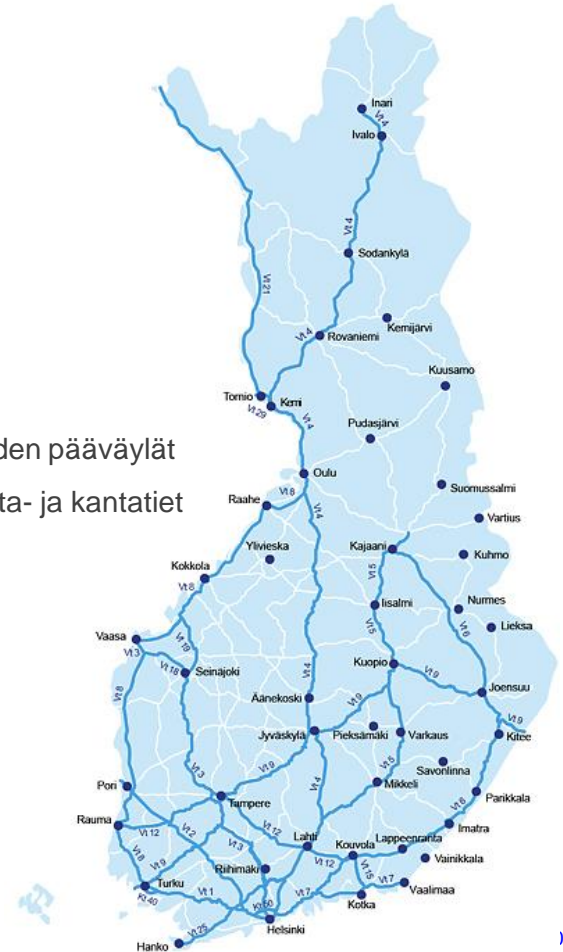 Inari
Vt 4
Ivalo
Vt 4
Sodankylä
Vt 21
Vt 4
Rovaniemi
Kemijärvi
Kuusamo
Tornio
Kemi
Vt 29
Vt 4
Pudasjärvi
den pääväylät
Oulu
Suomussalmi
ta- ja kantatiet
Raahe
Vt 8
Vt 4
Vartius
Ylivieska
Kajaani
Kuhmo
Kokkola
Vt 5
Vt 8
Iisalmi
Nurmes
Vt 6
Lieksa
Vaasa
Vt 19
Vt 5
Vt 3
Vt 18
Seinäjoki
Kuopio
Vt 9
Vt 8
Vt 4
Äänekoski
Vt 9
Joensuu
Jyväskylä
Pieksämäki
Varkaus
Vt 9
Kitee
Vt 3
Vt 9
Vt 5
Savonlinna
Pori
Vt 4
Mikkeli
Parikkala
Tampere
Vt 6
Rauma
Vt 12
Vt 2
Vt 3
Vt 12
Lahti
Kouvola
Lappeenranta
Imatra
Vt 8
Vt 9
Riihimäki
Vt 12
Vainikkala
Turku
Vt 1
Vt 15
Vt 7
Vaalimaa
Kt 40
Kt 50
Vt 7
Kotka
Vt 25
Helsinki
Hanko
)